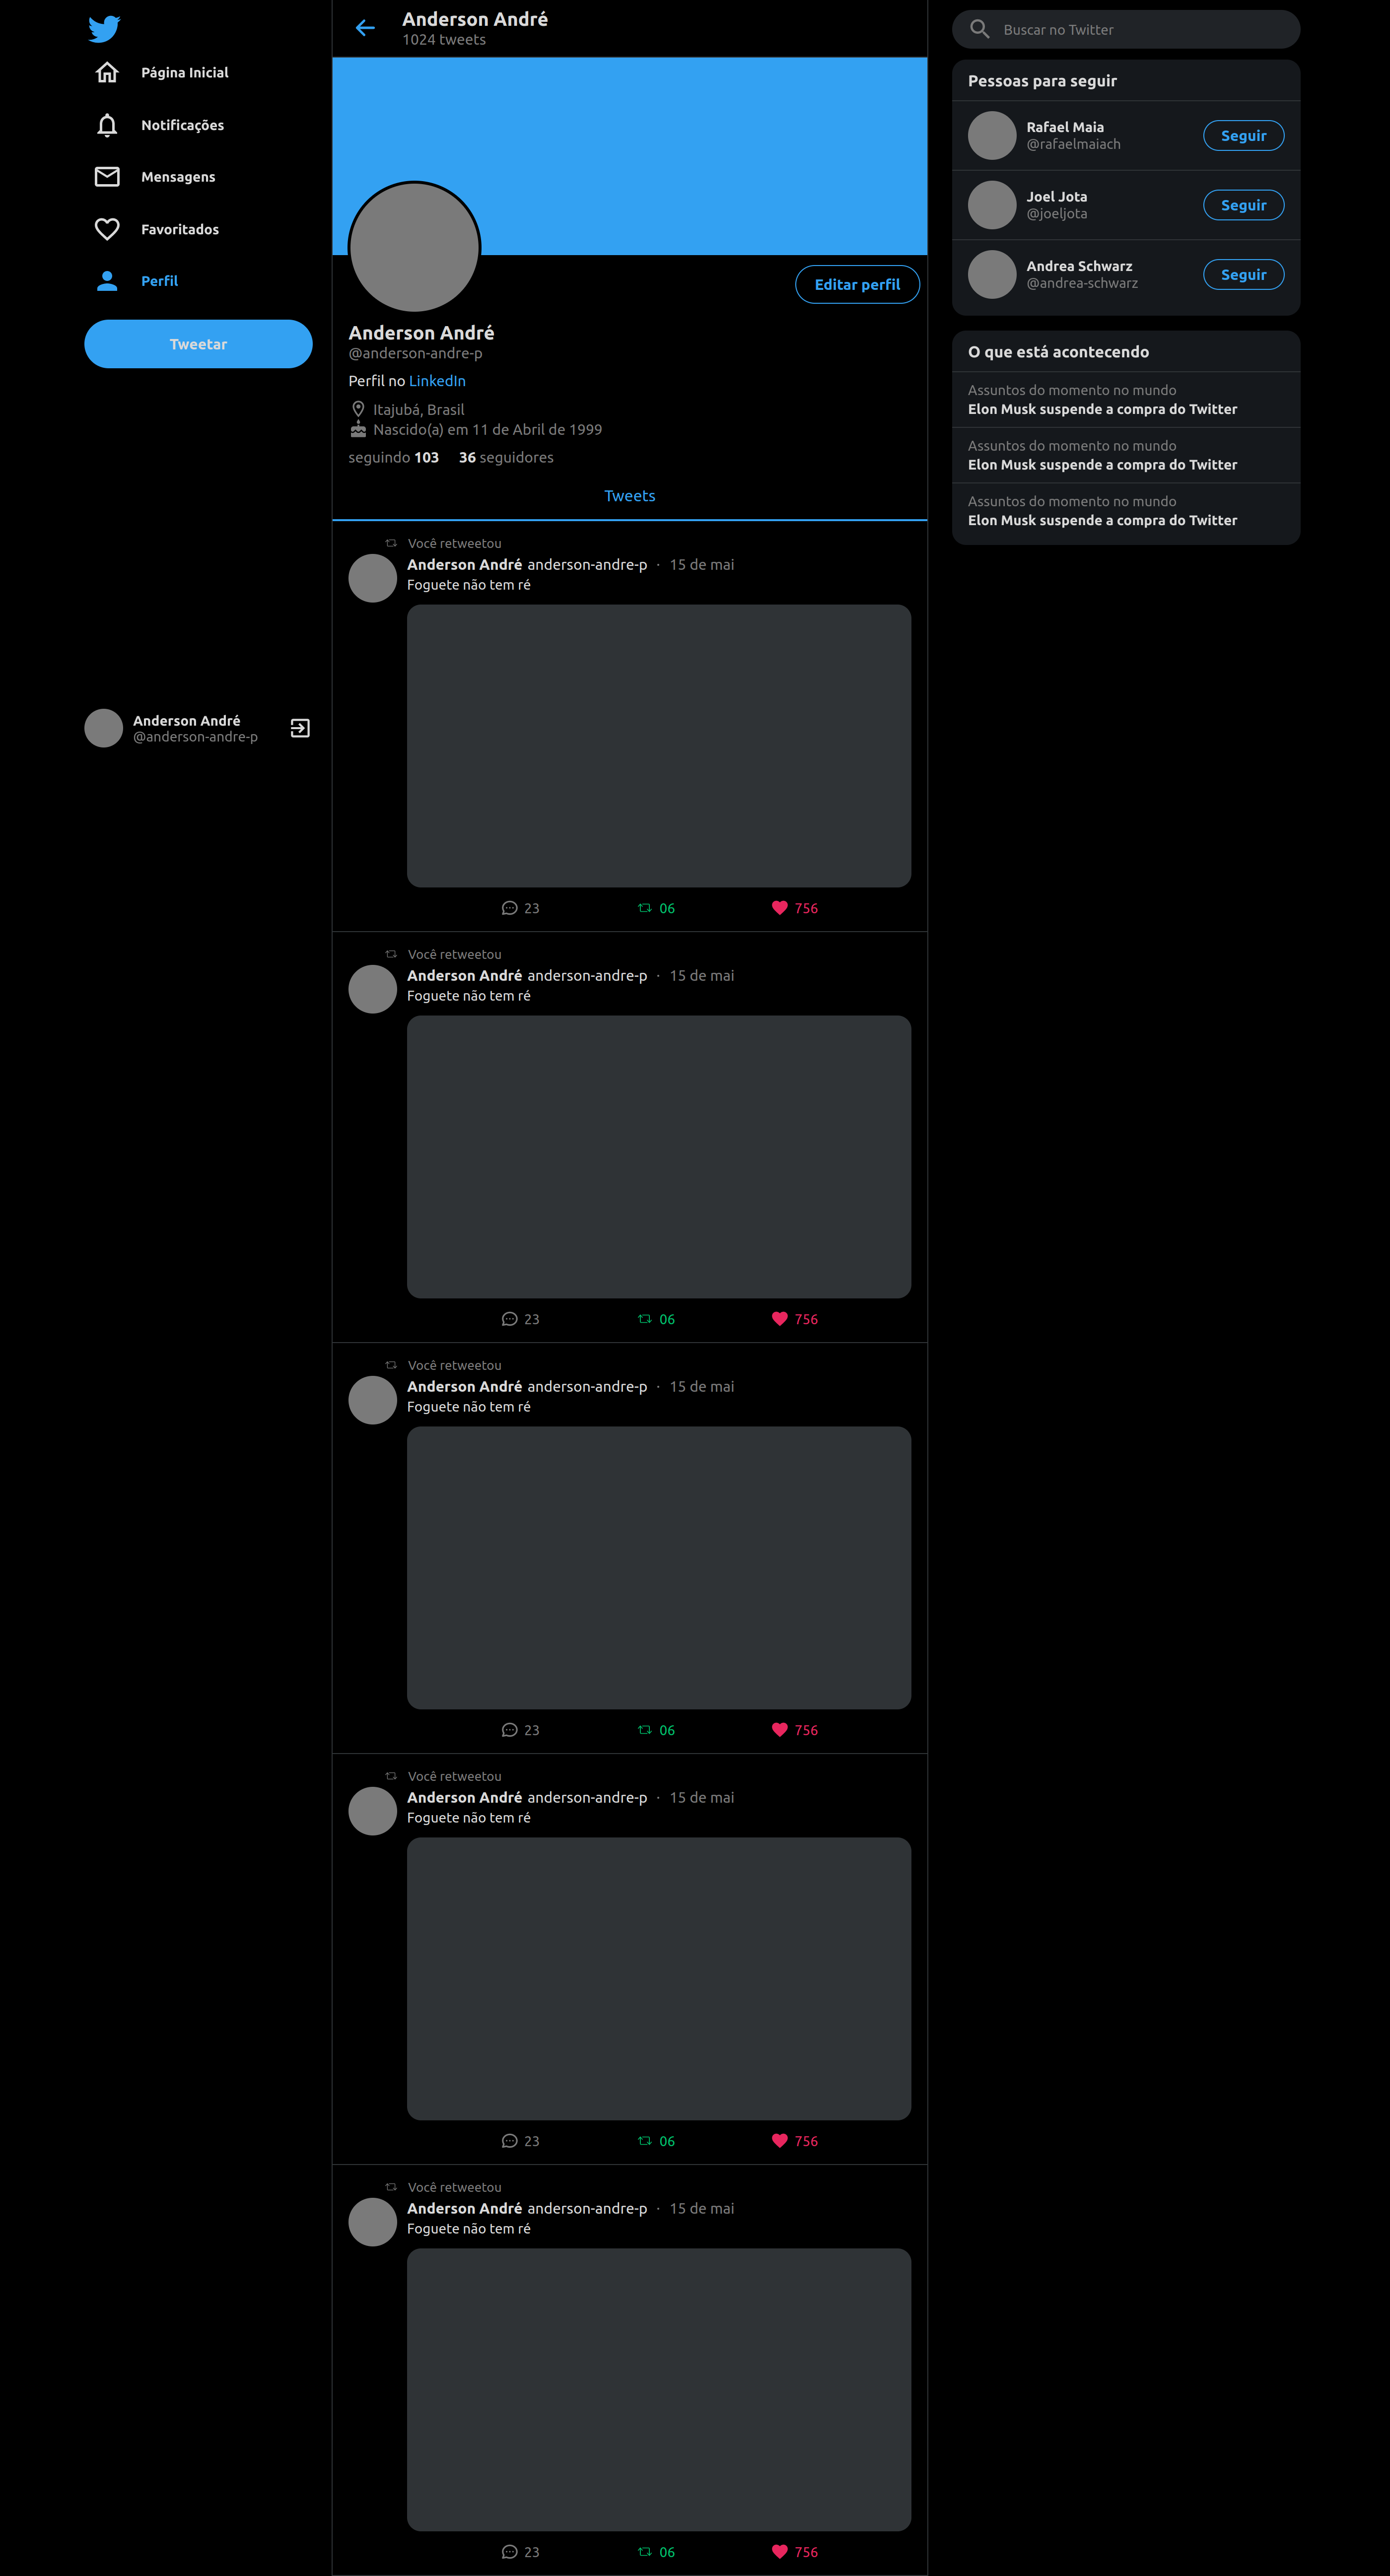 Página Inicial
Notificações
Mensagens
Favoritados
Perfil
Tweetar
Anderson André
@anderson-andre-p
Anderson André
1024 tweets
Editar perfil
Anderson André
@anderson-andre-p
Perfil no LinkedIn
Itajubá, Brasil
Nascido(a) em 11 de Abril de 1999
seguindo 103 36 seguidores
Tweets
Você retweetou
Anderson André anderson-andre-p · 15 de mai
Foguete não tem ré
23 06 756
Você retweetou
Anderson André anderson-andre-p · 15 de mai
Foguete não tem ré
23 06 756
Você retweetou
Anderson André anderson-andre-p · 15 de mai
Foguete não tem ré
23 06 756
Você retweetou
Anderson André anderson-andre-p · 15 de mai
Foguete não tem ré
23 06 756
Você retweetou
Anderson André anderson-andre-p · 15 de mai
Foguete não tem ré
23 06 756
Buscar no Twitter
Pessoas para seguir
Rafael Maia
@rafaelmaiach
Seguir
Joel Jota
@joeljota
Seguir
Andrea Schwarz
@andrea-schwarz
Seguir
O que está acontecendo
Assuntos do momento no mundo
Elon Musk suspende a compra do Twitter
Assuntos do momento no mundo
Elon Musk suspende a compra do Twitter
Assuntos do momento no mundo
Elon Musk suspende a compra do Twitter